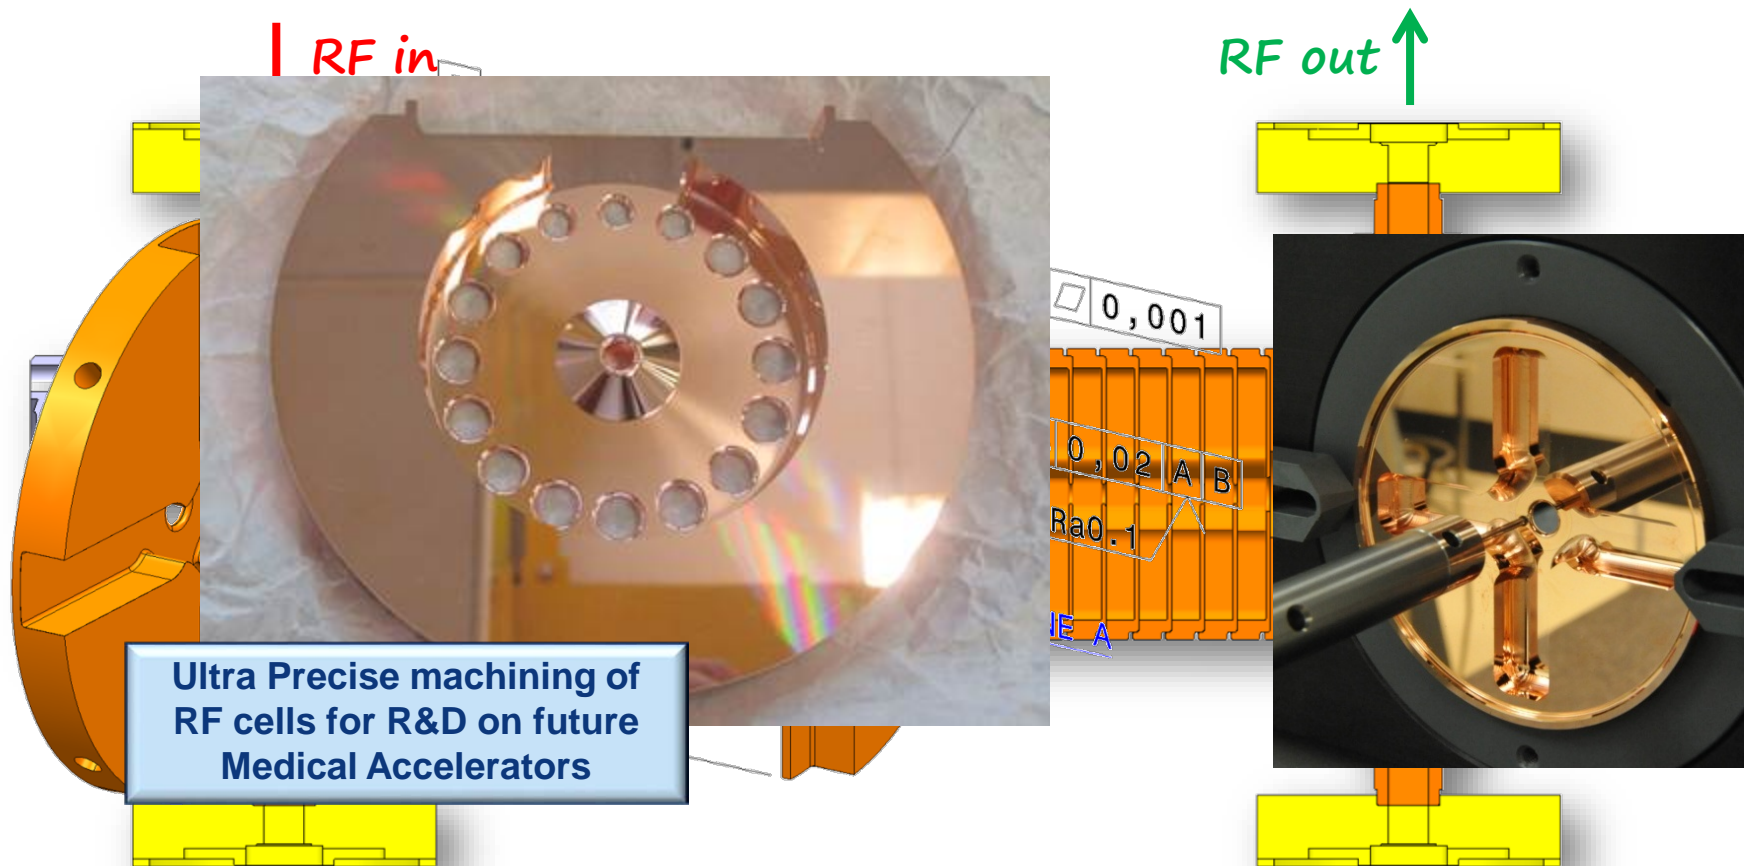 RF in
RF out
0,001
0,02 A B
Ra0.1
NE A
Ultra Precise machining of
RF cells for R&D on future
Medical Accelerators